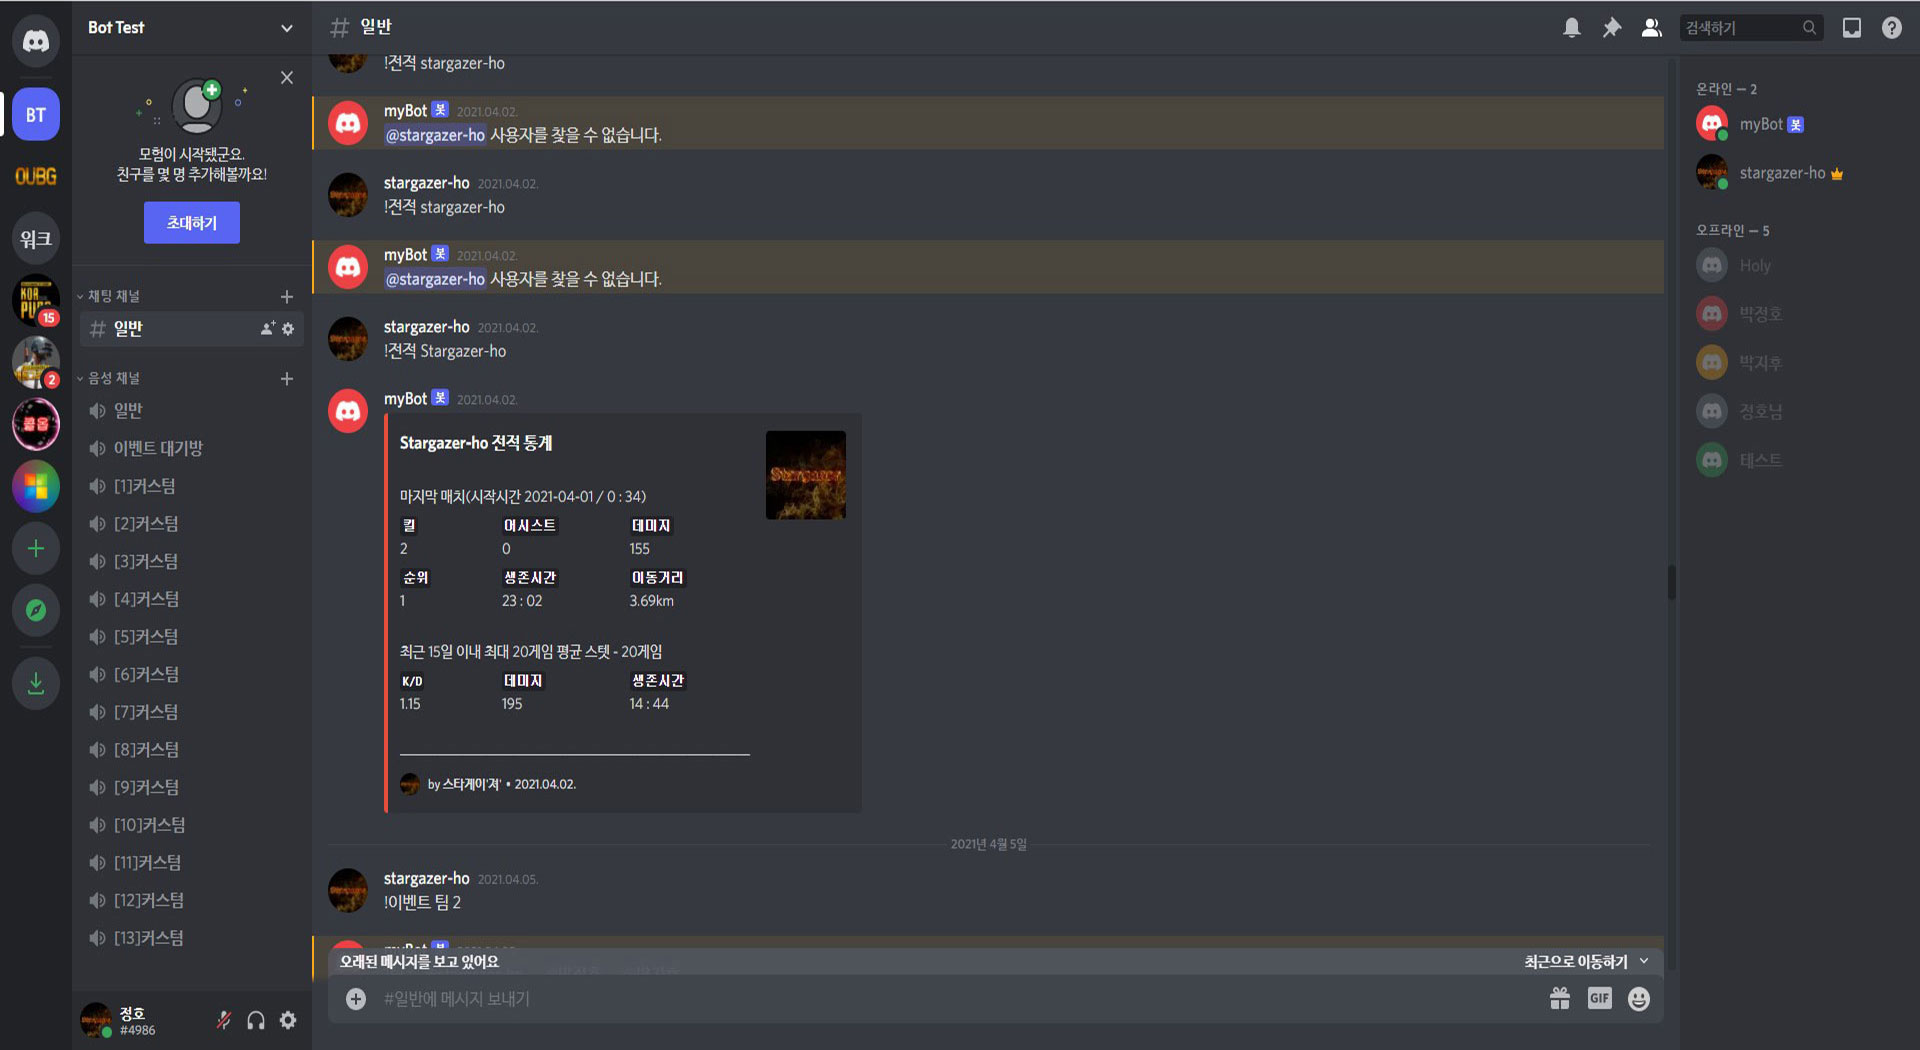 BT
OUBG
워크
KOR
15
2
Bot Test
모험이 시작됐군요.
친구를 몇 명 추가해볼까요!
초대하기
채팅 채널
일반
음성 채널
일반
이벤트 대기방
[1]커스텀
[2]커스텀
[3]커스텀
[4]커스텀
[5]커스텀
[6]커스텀
[7]커스텀
[8]커스텀
[9]커스텀
[10]커스텀
[11]커스텀
[12]커스텀
[13]커스텀
정호
#4986
# 일반
검색하기
!전적 stargazer-ho
myBot 봇 2021.04.02.
@stargazer-ho 사용자를 찾을 수 없습니다.
stargazer-ho 2021.04.02.
!전적 stargazer-ho
myBot 봇 2021.04.02.
@stargazer-ho 사용자를 찾을 수 없습니다.
stargazer-ho 2021.04.02.
!전적 Stargazer-ho
myBot 봇 2021.04.02.
Stargazer-ho 전적 통계
Stargazer
마지막 매치(시작시간 2021-04-01 / 0 : 34)
킬 어시스트 데미지
2 0 155
순위 생존시간 이동거리
1 23 : 02 3.69km
최근 15일 이내 최대 20게임 평균 스텟 - 20게임
K/D 데미지 생존시간
1.15 195 14 : 44
by 스타게이'져' • 2021.04.02.
2021년 4월 5일
stargazer-ho 2021.04.05.
!이벤트 팀 2
myBot 봇
오래된 메시지를 보고 있어요 최근으로 이동하기
#일반에 메시지 보내기
GIF
온라인 — 2
myBot 봇
stargazer-ho
오프라인 — 5
Holy
박정호
박지후
정호님
테스트